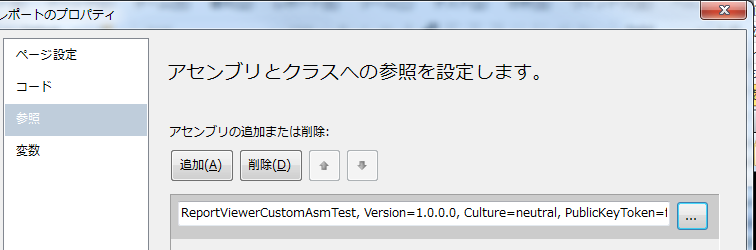 レポートのプロパティ
ページ設定
コード
参照
変数
アセンブリとクラスへの参照を設定します。
アセンブリの追加または削除:
追加(A) 削除(D)
ReportViewerCustomAsmTest, Version=1.0.0.0, Culture=neutral, PublicKeyToken=f ...